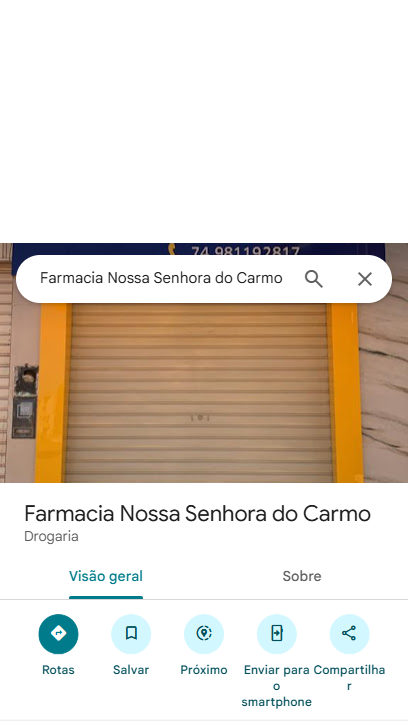 74 981192817
Farmacia Nossa Senhora do Carmo
Farmacia Nossa Senhora do Carmo
Drogaria
Visão geral
Sobre
Rotas
Salvar
Próximo
Enviar para
o
smartphone
Compartilha
r